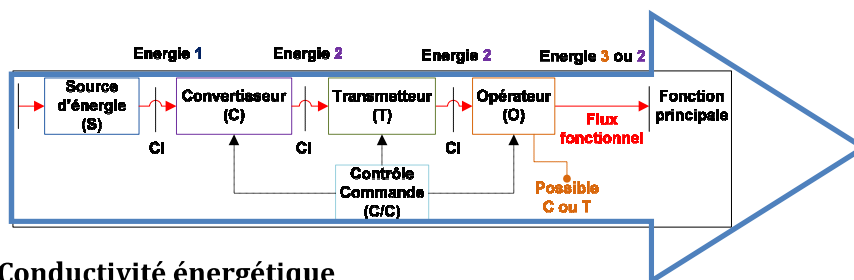 Energie 1
Energie 2
Energie 2
Energie 3 ou 2
Source
d'énergie
(S)
CI
Convertisseur
(C)
CI
Transmetteur
(T)
CI
Opérateur
(O)
Flux
fonctionnel
Fonction
principale
Contrôle
Commande
(C/C)
Possible
C ou T
Conductivité énergétique